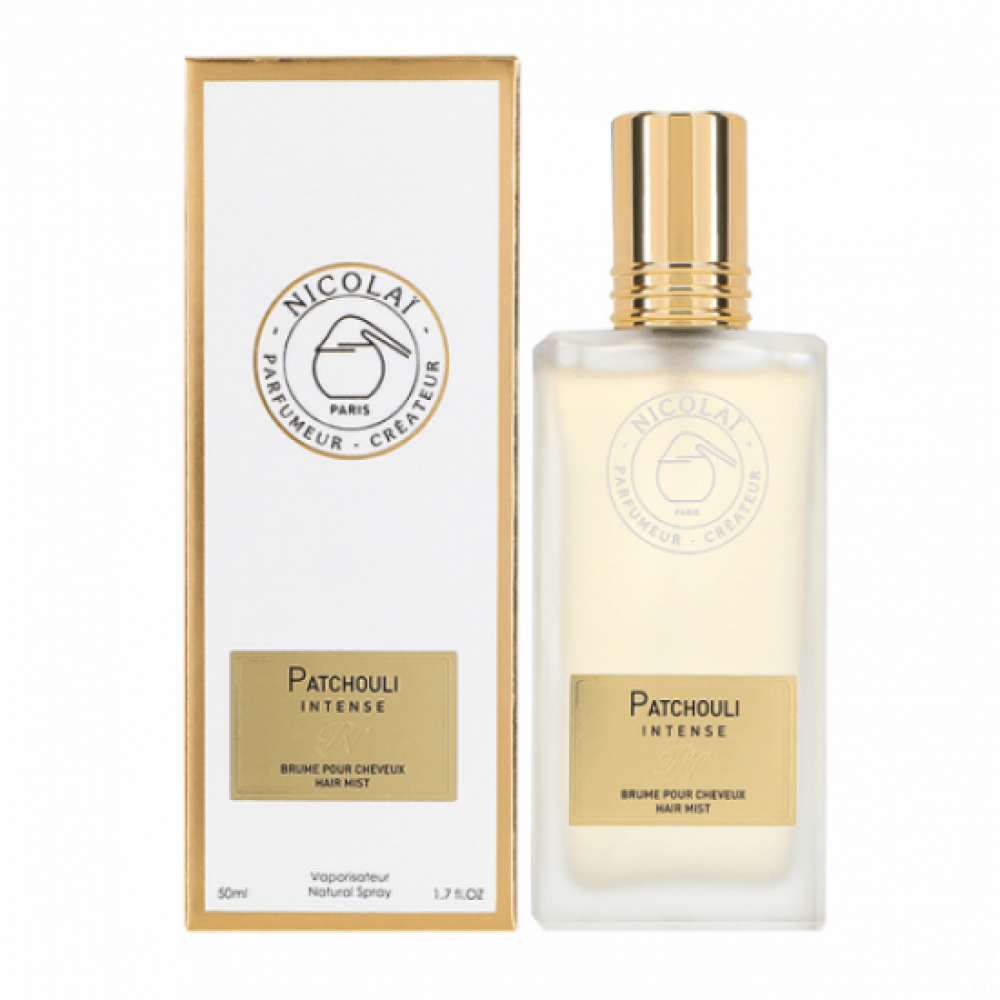 - NICOLAÏ -
PARIS
PARFUMEUR - CRÉATEUR
PATCHOULI
INTENSE
BRUME POUR CHEVEUX
HAIR MIST
50ml
Vaporisateur
Natural Spray
1.7 fl.OZ
- NICOLAÏ -
PARIS
PARFUMEUR - CRÉATEUR
PATCHOULI
INTENSE
BRUME POUR CHEVEUX
HAIR MIST